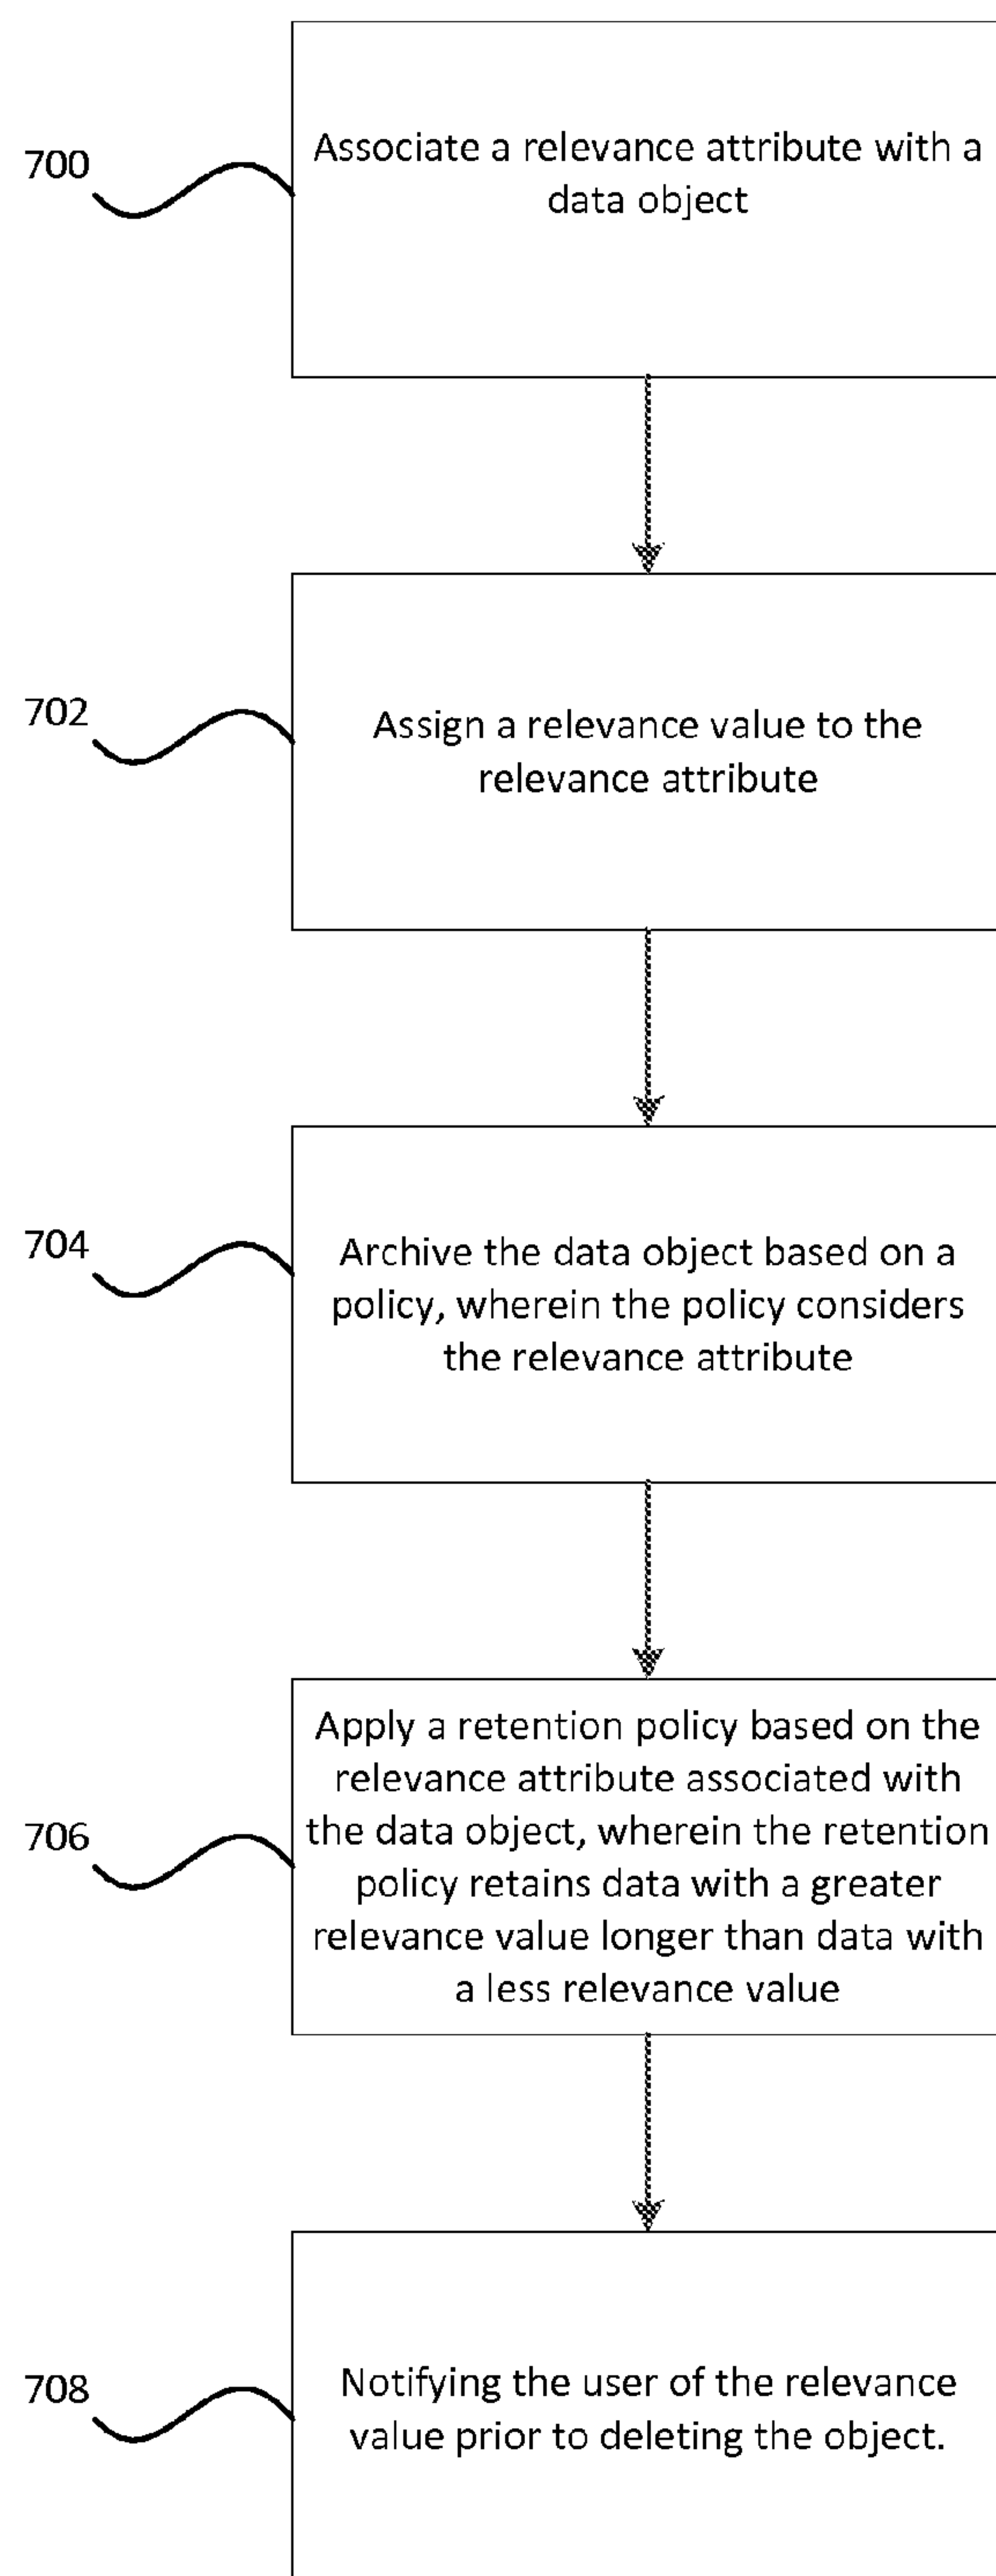 700
Associate a relevance attribute with a
data object
702
Assign a relevance value to the
relevance attribute
704
Archive the data object based on a
policy, wherein the policy considers
the relevance attribute
706
Apply a retention policy based on the
relevance attribute associated with
the data object, wherein the retention
policy retains data with a greater
relevance value longer than data with
a less relevance value
708
Notifying the user of the relevance
value prior to deleting the object.